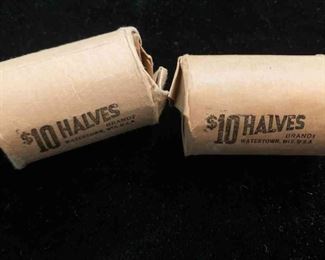 $10 HALVES
BRANDT
WATERTOWN, WIS. U.S.A.
$10 HALVES
BRANDT
WATERTOWN, WIS. U.S.A.